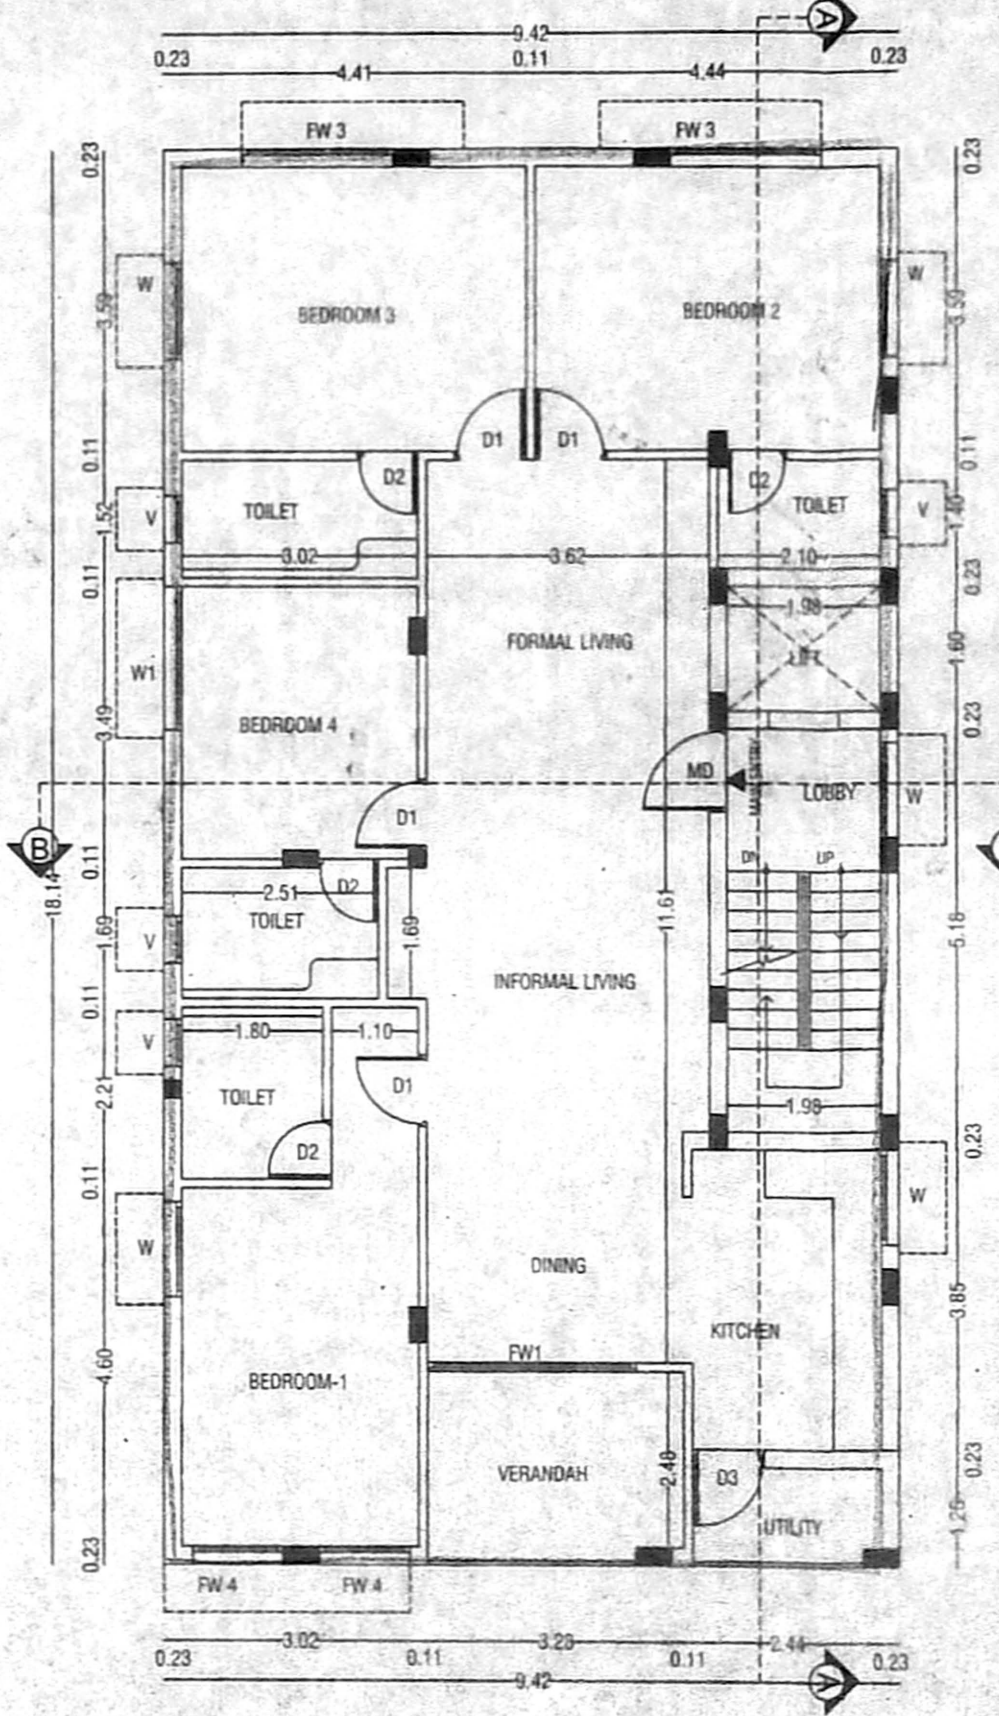 A
9.42
0.23 0.11 0.23
4.41 4.44
FW 3 FW 3
0.23 0.23
W W
3.59 3.59
BEDROOM 3 BEDROOM 2
D1 D1
0.11 0.11
D2 D2
TOILET TOILET
V V
1.52 1.40
3.02 3.62 2.10
0.11 0.23
1.98
FORMAL LIVING
LIFT
1.60
W1
3.49
BEDROOM 4
0.23
MD
MAIN ENTRY
LOBBY
W W
D1
B
DN UP
0.11
18.14
2.51 D2
TOILET
1.69 1.69
11.61
5.18
V
INFORMAL LIVING
0.11
1.80 1.10
V
D1
2.21
TOILET
1.98
D2
0.23
0.11
W
W
DINING
3.85
KITCHEN
FW1
4.60
BEDROOM-1
VERANDAH
2.48
D3
0.23
UTILITY
1.25
0.23
FW 4 FW 4
3.02 3.28 2.44
0.23 0.11 0.11 0.23
9.42
A